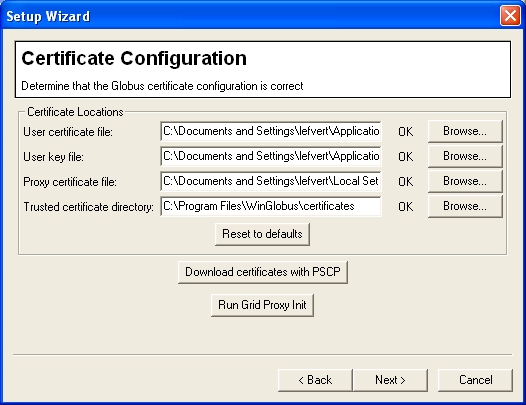 Setup Wizard
Certificate Configuration
Determine that the Globus certificate configuration is correct
Certificate Locations
User certificate file: C:\Documents and Settings\lefvert\Applicatio OK Browse...
User key file: C:\Documents and Settings\lefvert\Applicatio OK Browse...
Proxy certificate file: C:\Documents and Settings\lefvert\Local Set OK Browse...
Trusted certificate directory: C:\Program Files\WinGlobus\certificates OK Browse...
Reset to defaults
Download certificates with PSCP
Run Grid Proxy Init
< Back Next > Cancel